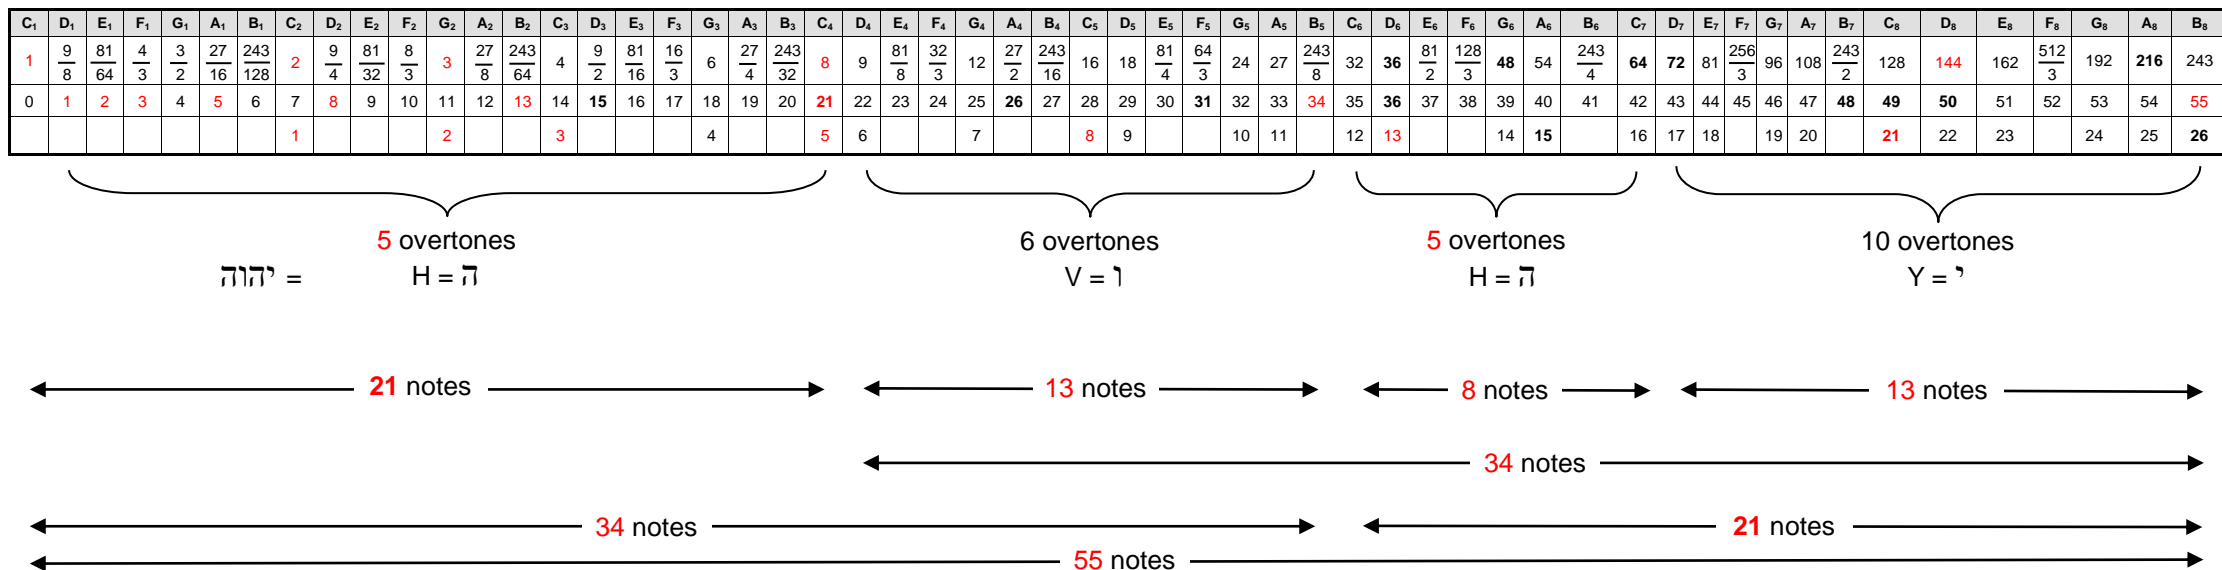 C₁ D₁ E₁ F₁ G₁ A₁ B₁ C₂ D₂ E₂ F₂ G₂ A₂ B₂ C₃ D₃ E₃ F₃ G₃ A₃ B₃ C₄ D₄ E₄ F₄ G₄ A₄ B₄ C₅ D₅ E₅ F₅ G₅ A₅ B₅ C₆ D₆ E₆ F₆ G₆ A₆ B₆ C₇ D₇ E₇ F₇ G₇ A₇ B₇ C₈ D₈ E₈ F₈ G₈ A₈ B₈
1 9/8 81/64 4/3 3/2 27/16 243/128 2 9/4 81/32 8/3 3 27/8 243/64 4 9/2 81/16 16/3 6 27/4 243/32 8 9 81/8 32/3 12 27/2 243/16 16 18 81/4 64/3 24 27 243/8 32 36 81/2 128/3 48 54 243/4 64 72 81 256/3 96 108 243/2 128 144 162 512/3 192 216 243
0 1 2 3 4 5 6 7 8 9 10 11 12 13 14 15 16 17 18 19 20 21 22 23 24 25 26 27 28 29 30 31 32 33 34 35 36 37 38 39 40 41 42 43 44 45 46 47 48 49 50 51 52 53 54 55
1 2 3 4 5 6 7 8 9 10 11 12 13 14 15 16 17 18 19 20 21 22 23 24 25 26
5 overtones 6 overtones 5 overtones 10 overtones
יהוה = H = ה V = ו H = ה Y = י
21 notes 13 notes 8 notes 13 notes
34 notes
34 notes 21 notes
55 notes